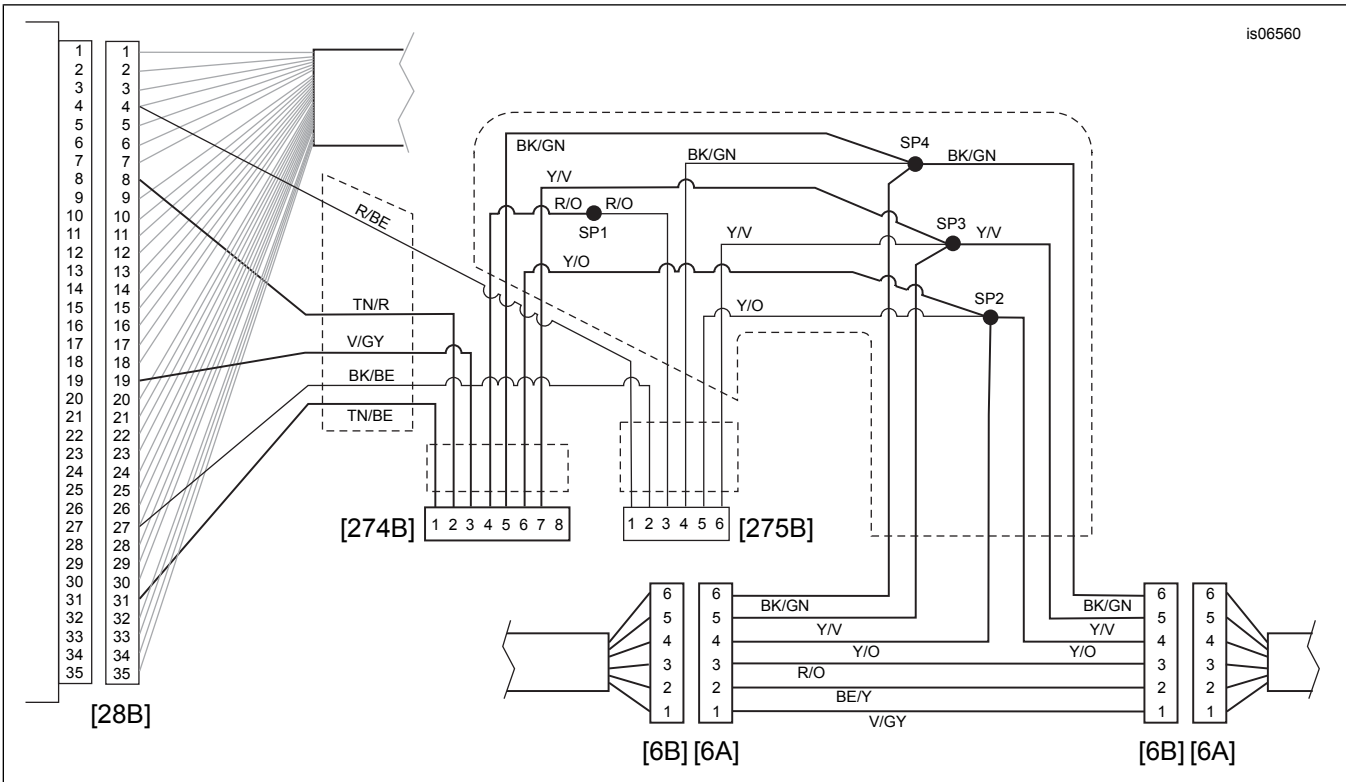 is06560
1 1
2 2
3 3
4 4
5 5
6 6
7 7
8 8
9 9
10 10
11 11
12 12
13 13
14 14
15 15
16 16
17 17
18 18
19 19
20 20
21 21
22 22
23 23
24 24
25 25
26 26
27 27
28 28
29 29
30 30
31 31
32 32
33 33
34 34
35 35
[28B]
R/BE
TN/R
V/GY
BK/BE
TN/BE
BK/GN
BK/GN
SP4
BK/GN
Y/V
R/O
R/O
SP1
Y/V
SP3
Y/V
Y/O
Y/O
SP2
[274B] 1 2 3 4 5 6 7 8
1 2 3 4 5 6 [275B]
6 6
5 5
4 4
3 3
2 2
1 1
[6B] [6A]
BK/GN
Y/V
Y/O
R/O
BE/Y
V/GY
BK/GN
Y/V
Y/O
6 6
5 5
4 4
3 3
2 2
1 1
[6B] [6A]